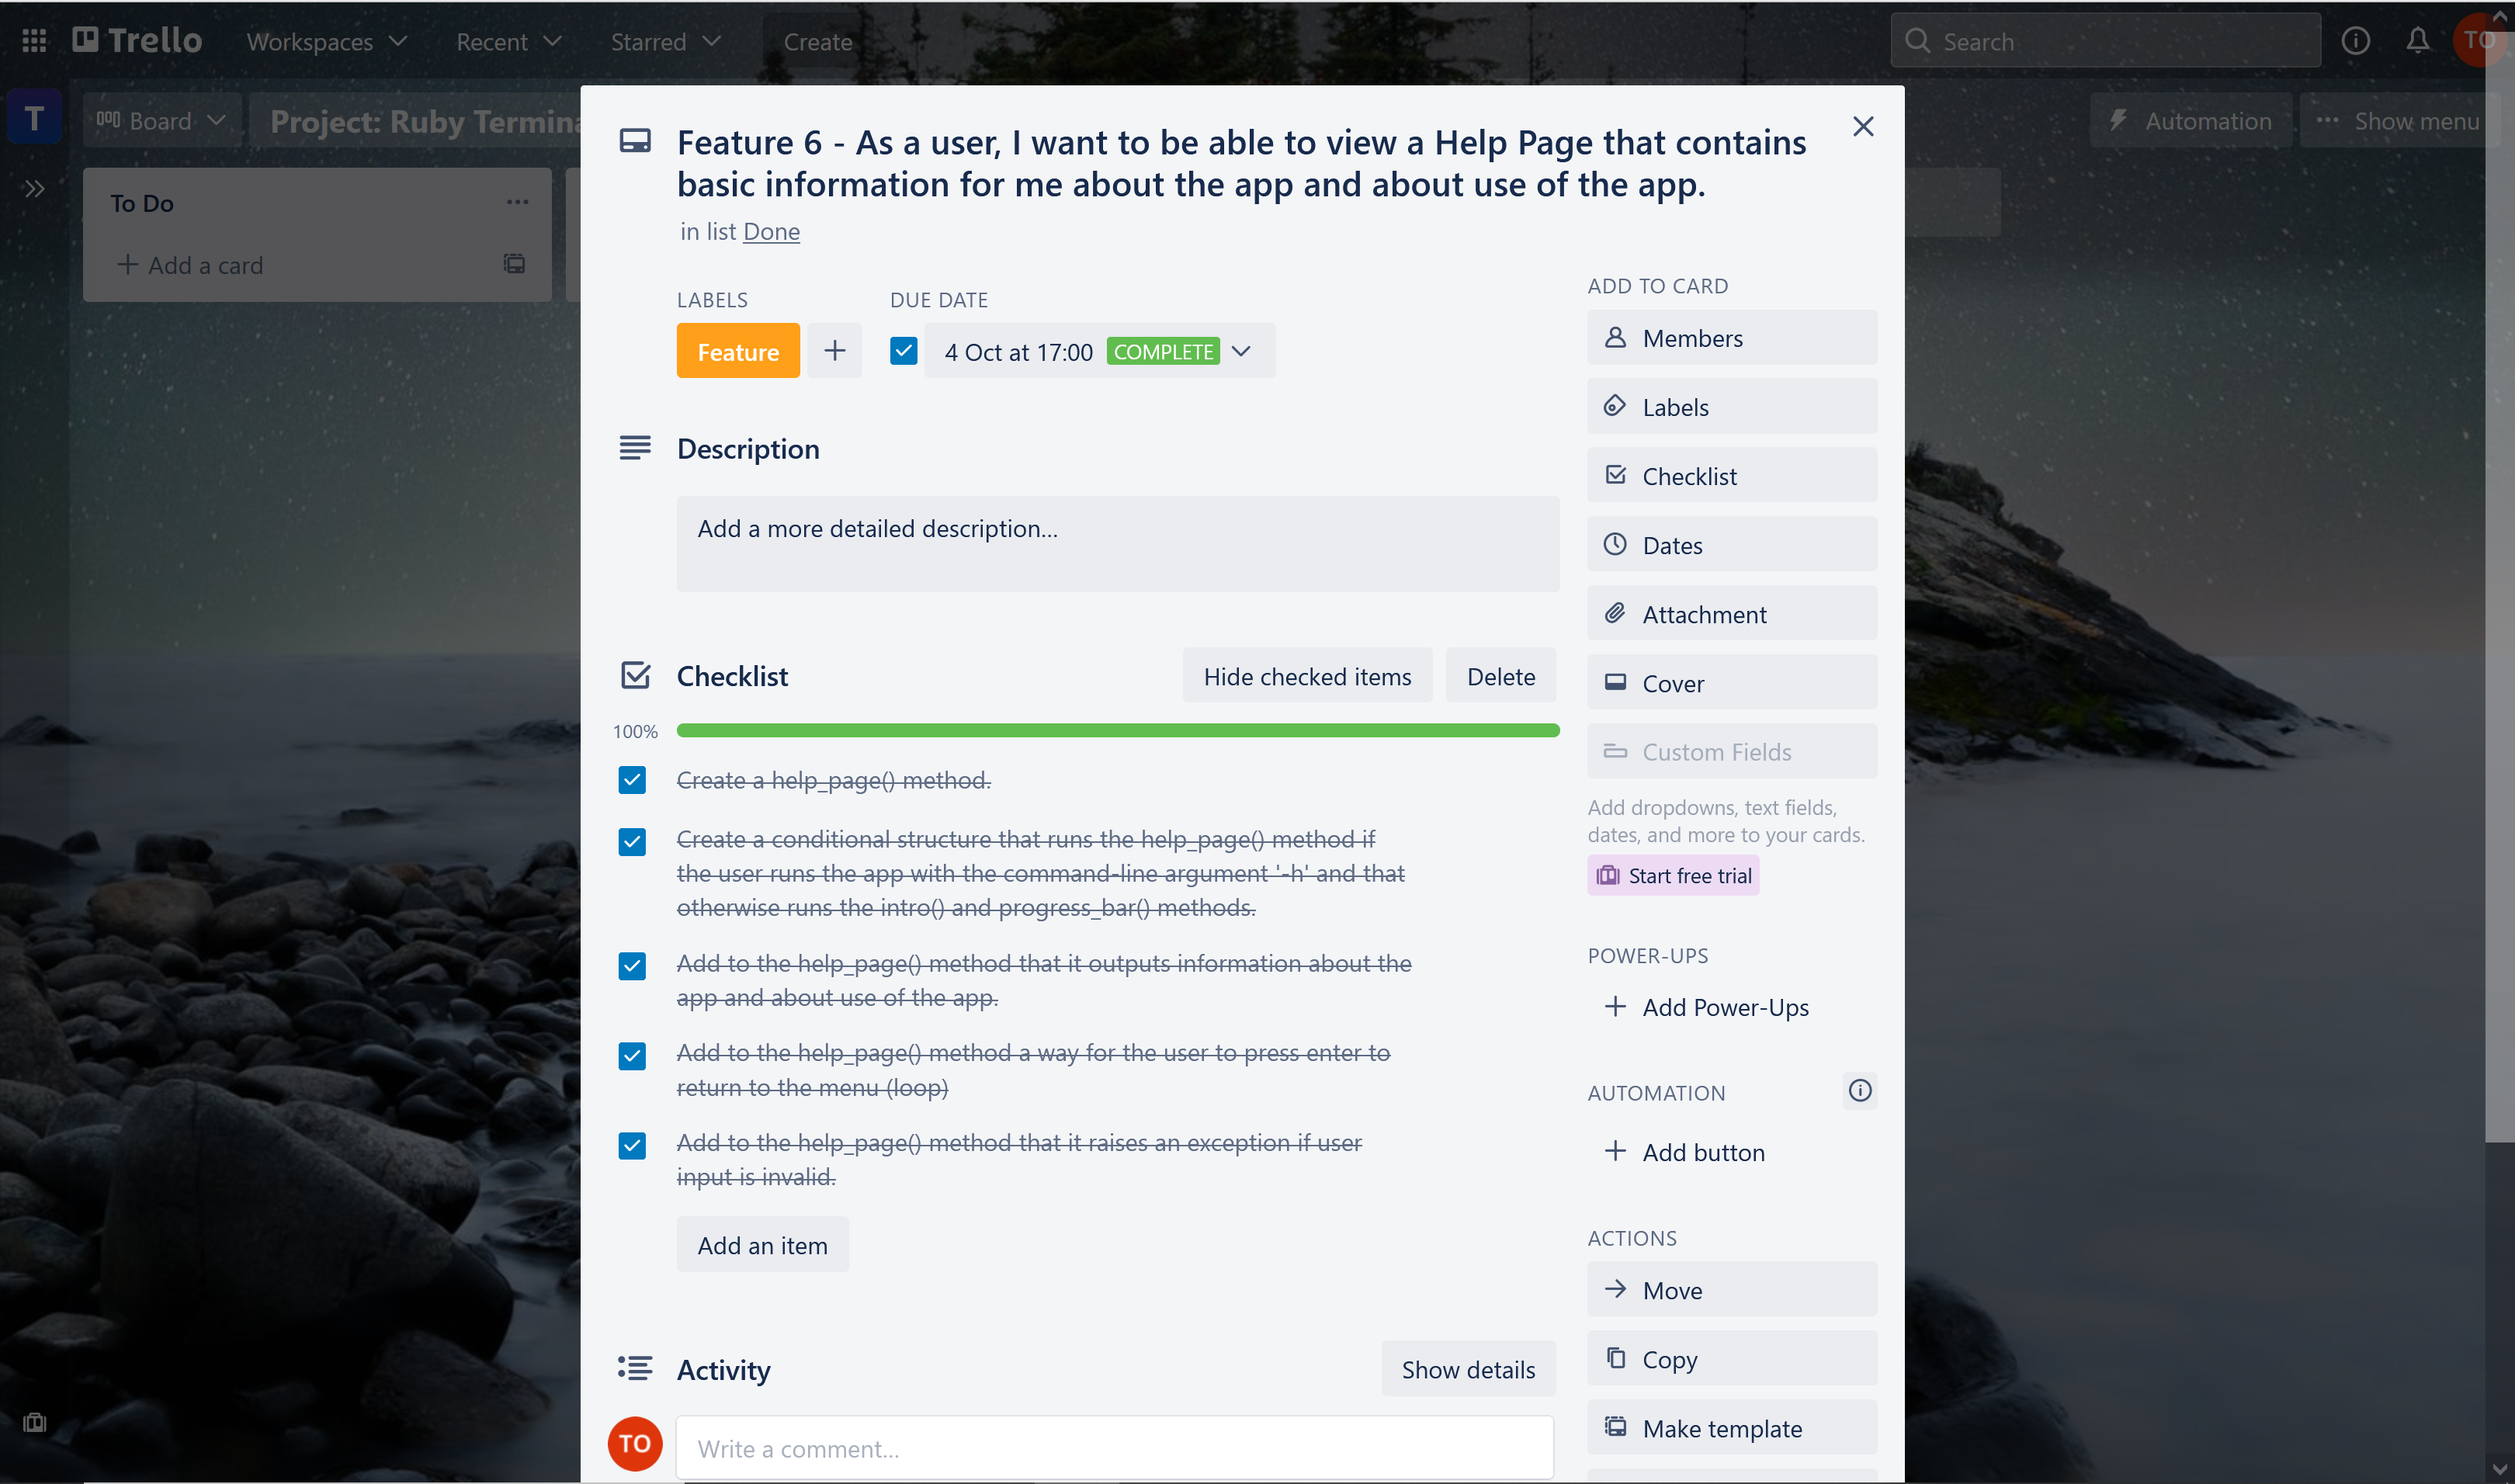 Trello
Workspaces
Recent
Starred
Create
Search
TO
T
Board
Project: Ruby Termina
Automation
Show menu
To Do
Add a card
Feature 6 - As a user, I want to be able to view a Help Page that contains
basic information for me about the app and about use of the app.
in list Done
LABELS
DUE DATE
Feature
4 Oct at 17:00 COMPLETE
Description
Add a more detailed description...
Checklist
Hide checked items
Delete
100%
Create a help_page() method.
Create a conditional structure that runs the help_page() method if
the user runs the app with the command-line argument '-h' and that
otherwise runs the intro() and progress_bar() methods.
Add to the help_page() method that it outputs information about the
app and about use of the app.
Add to the help_page() method a way for the user to press enter to
return to the menu (loop)
Add to the help_page() method that it raises an exception if user
input is invalid.
Add an item
Activity
Show details
TO
Write a comment...
ADD TO CARD
Members
Labels
Checklist
Dates
Attachment
Cover
Custom Fields
Add dropdowns, text fields,
dates, and more to your cards.
Start free trial
POWER-UPS
Add Power-Ups
AUTOMATION
Add button
ACTIONS
Move
Copy
Make template